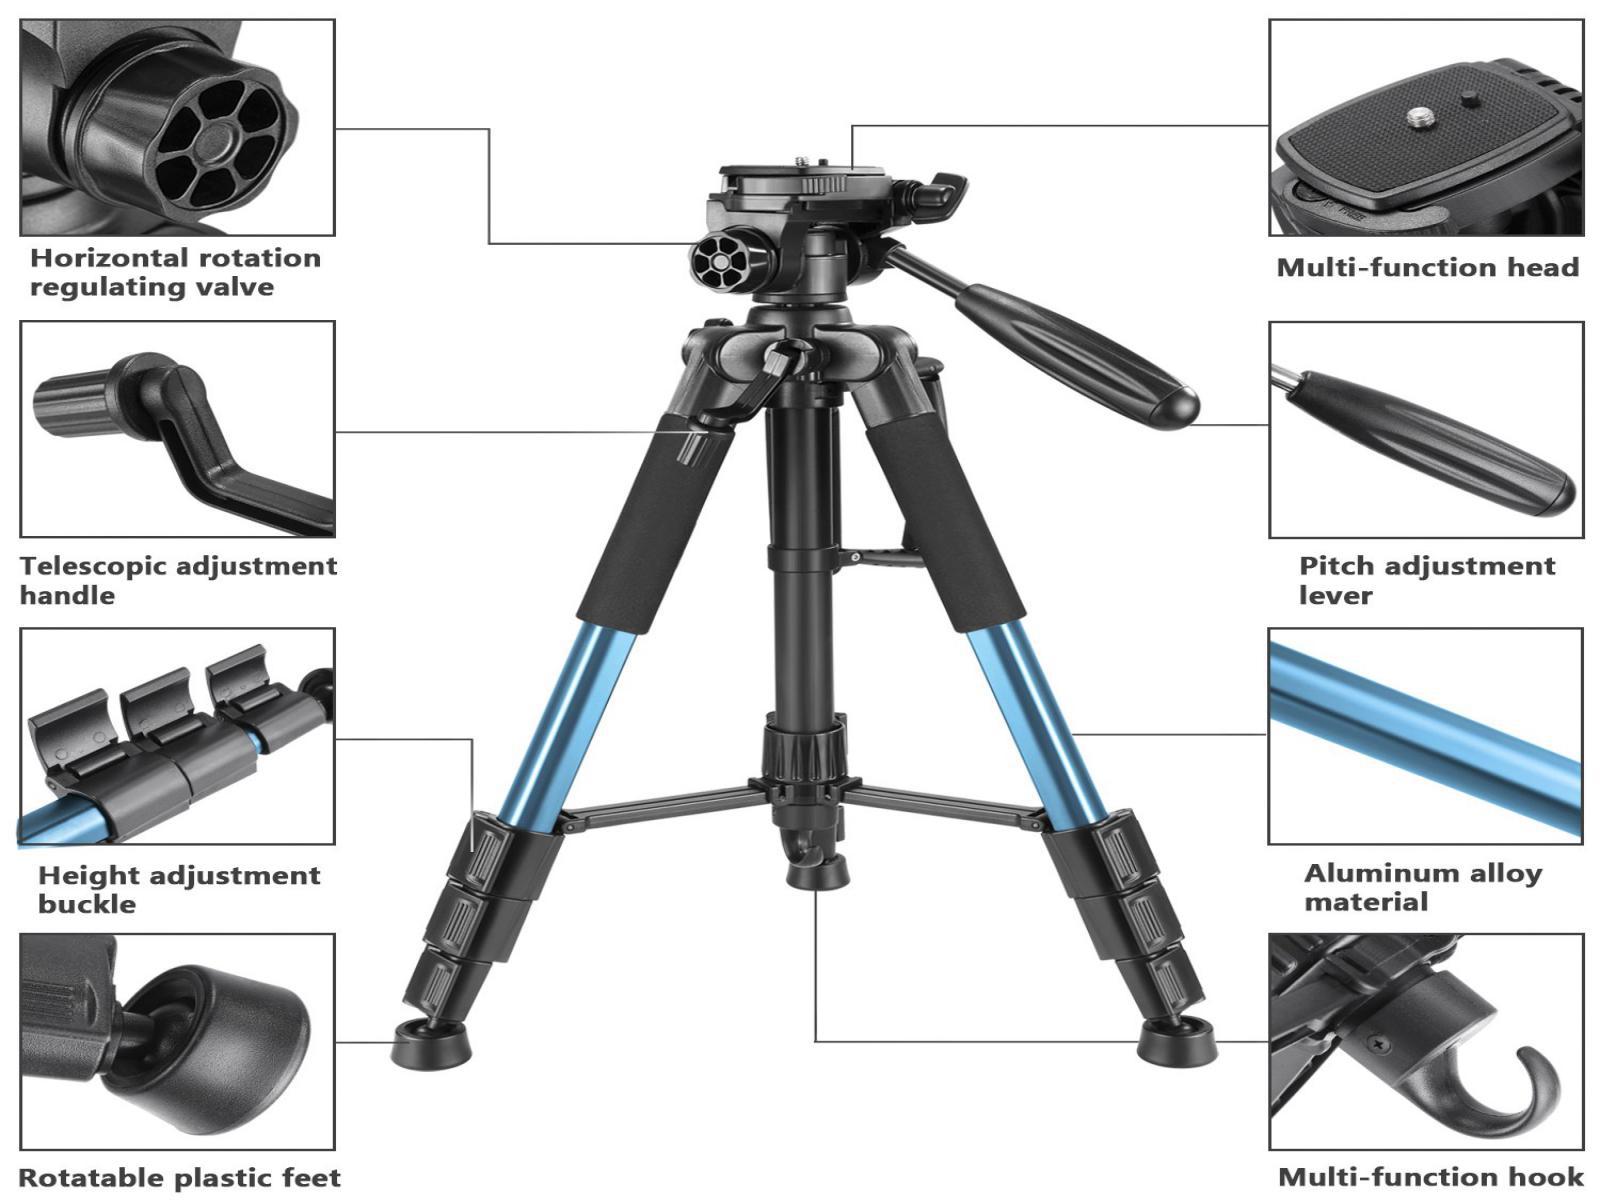 Horizontal rotation
regulating valve
Telescopic adjustment
handle
Height adjustment
buckle
Rotatable plastic feet
Multi-function head
Pitch adjustment
lever
Aluminum alloy
material
Multi-function hook